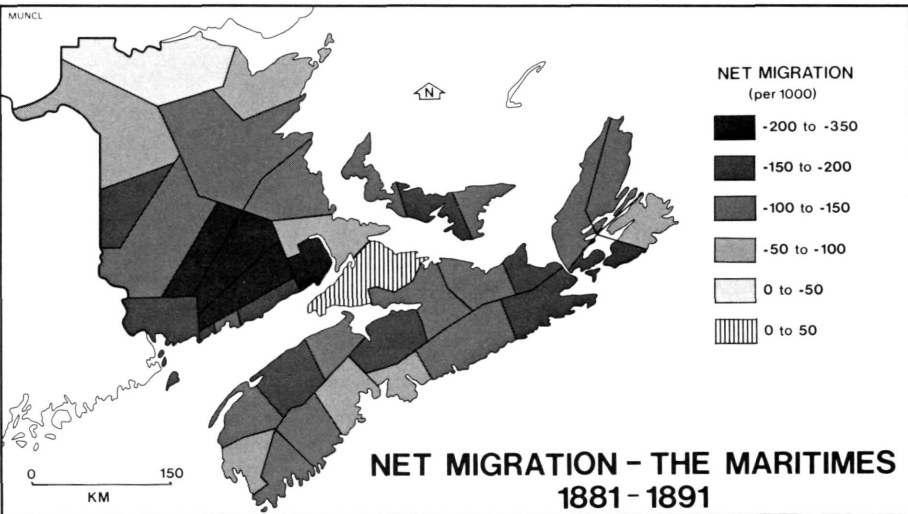 MUNCL
N
NET MIGRATION
(per 1000)
-200 to -350
-150 to -200
-100 to -150
-50 to -100
0 to -50
0 to 50
0 150
KM
NET MIGRATION – THE MARITIMES
1881 – 1891